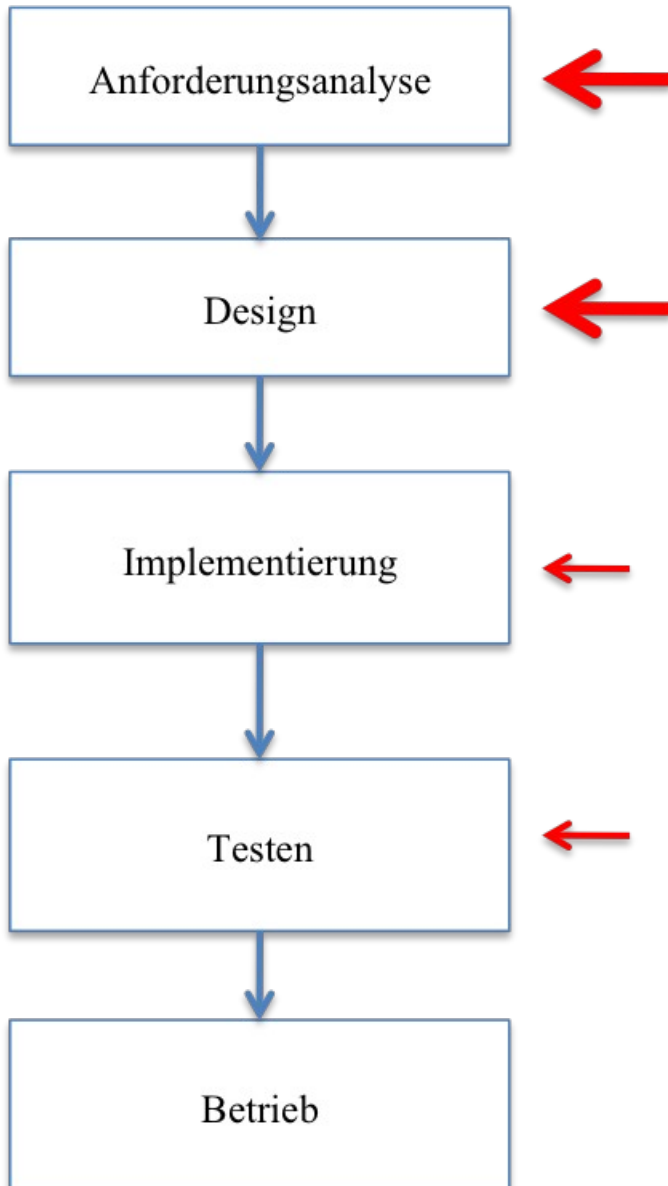 Anforderungsanalyse
Design
Implementierung
Testen
Betrieb